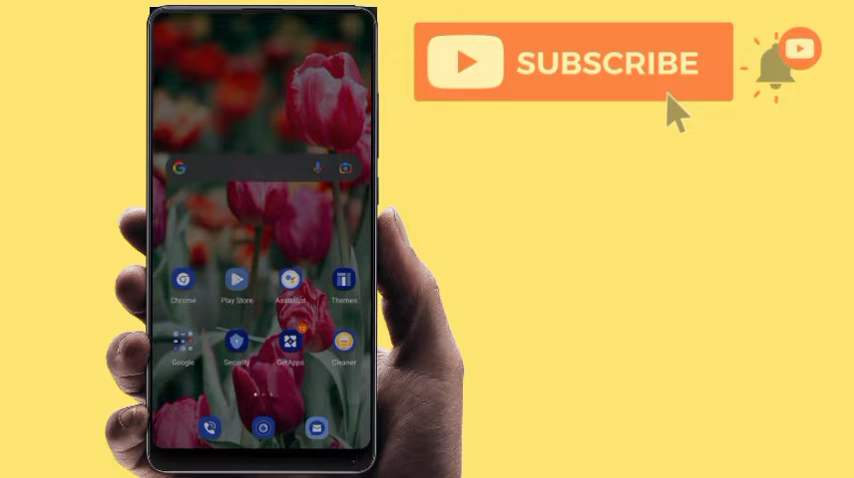 SUBSCRIBE
Chrome Play Store Assistant Themes
Google Security GetApps Cleaner